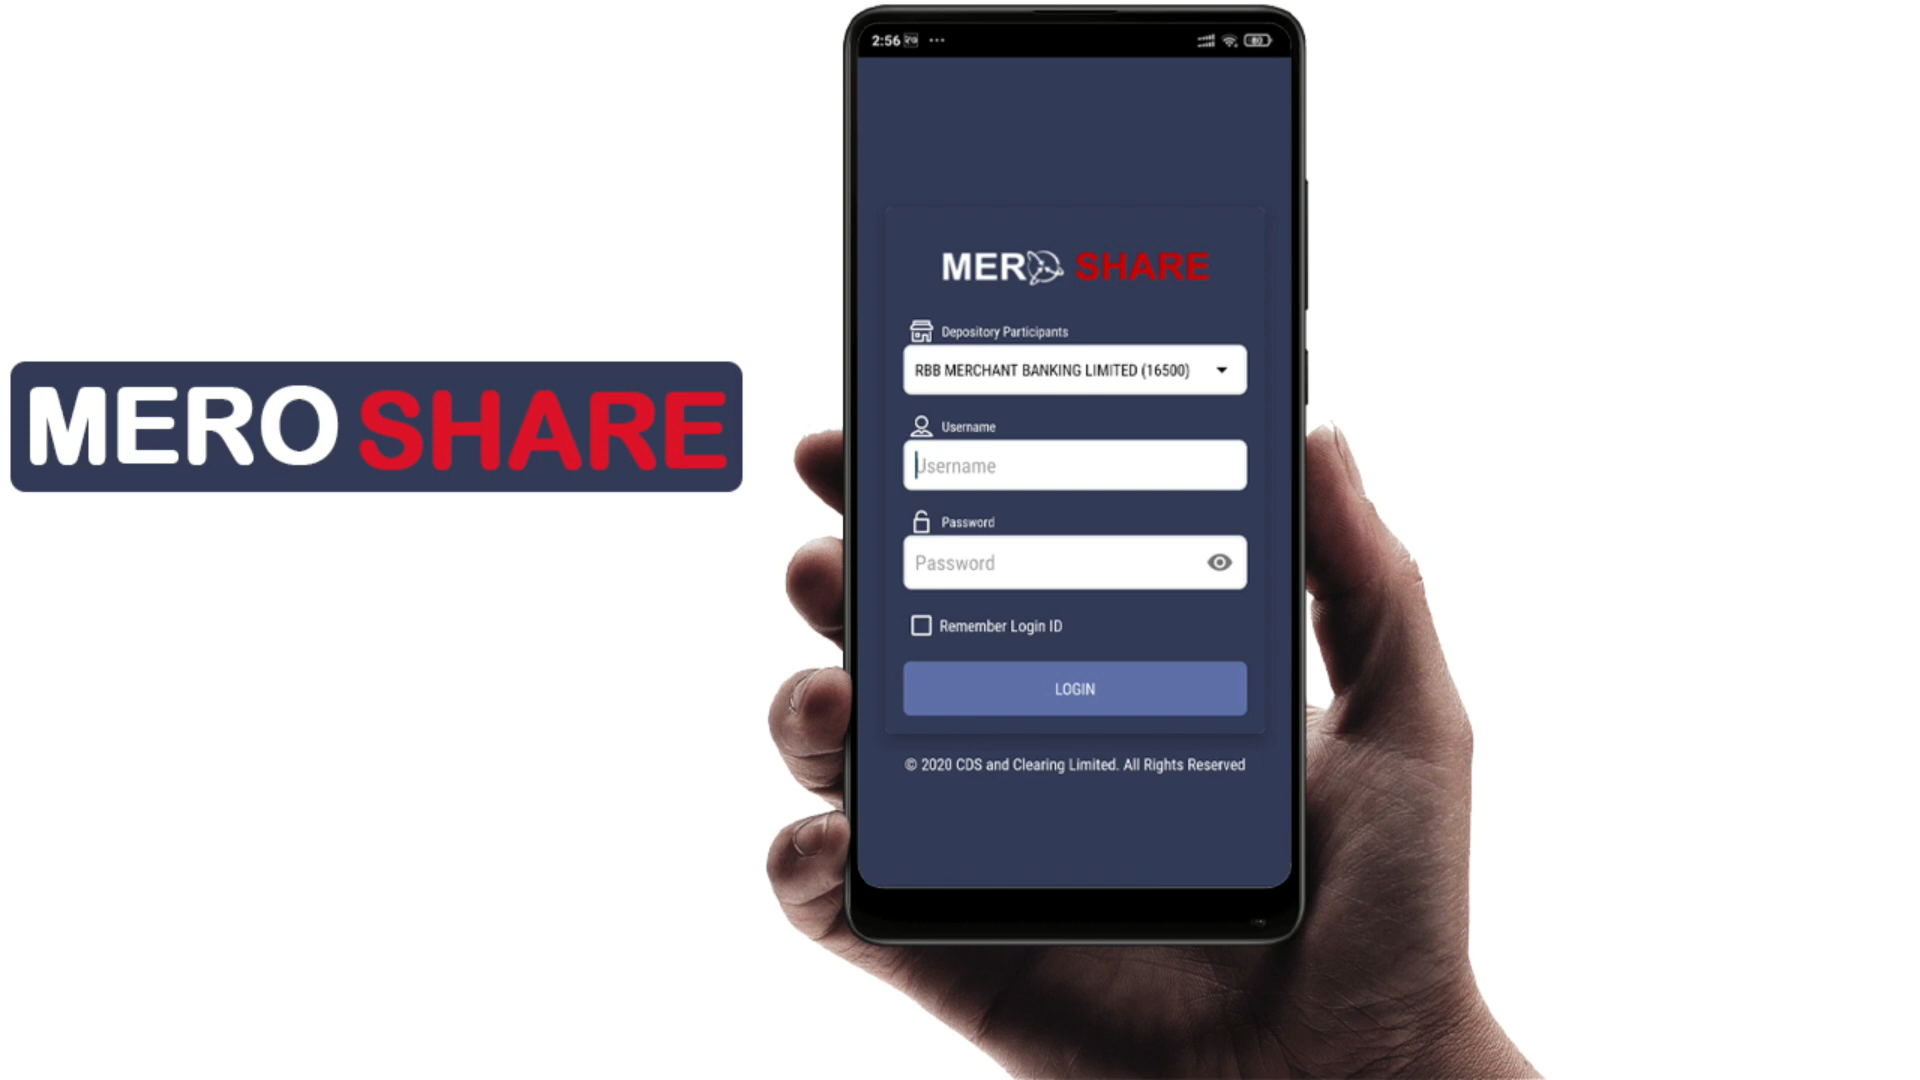 MERO SHARE
2:56
80
MERO SHARE
Depository Participants
RBB MERCHANT BANKING LIMITED (16500)
Username
Username
Password
Password
Remember Login ID
LOGIN
© 2020 CDS and Clearing Limited. All Rights Reserved